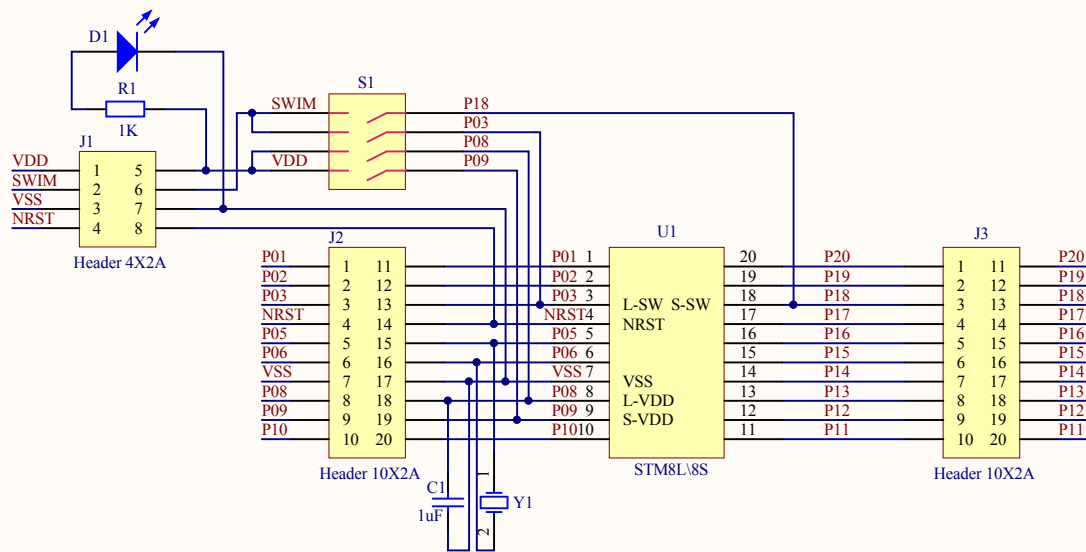 D1
R1
1K
S1
SWIM
VDD
P18
P03
P08
P09
J1
VDD 1 5
SWIM 2 6
VSS 3 7
NRST 4 8
Header 4X2A
J2
P01 1 11
P02 2 12
P03 3 13
NRST 4 14
P05 5 15
P06 6 16
VSS 7 17
P08 8 18
P09 9 19
P10 10 20
Header 10X2A
U1
P01 1 20 P20
P02 2 19 P19
P03 3 L-SW S-SW 18 P18
NRST 4 NRST 17 P17
P05 5 16 P16
P06 6 15 P15
VSS 7 VSS 14 P14
P08 8 L-VDD 13 P13
P09 9 S-VDD 12 P12
P10 10 11 P11
STM8L\8S
J3
1 11 P20
2 12 P19
3 13 P18
4 14 P17
5 15 P16
6 16 P15
7 17 P14
8 18 P13
9 19 P12
10 20 P11
Header 10X2A
C1
1uF
1
Y1
2